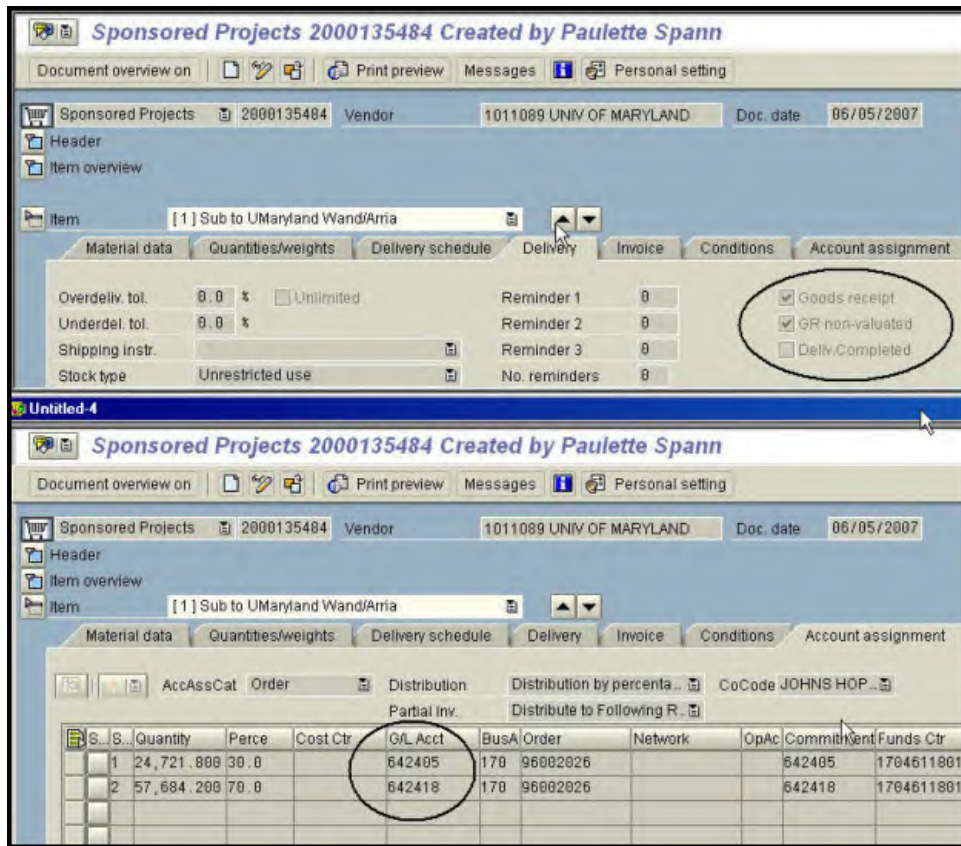 Sponsored Projects 2000135484 Created by Paulette Spann
Document overview on Print preview Messages Personal setting
Sponsored Projects 2000135484 Vendor 1011089 UNIV OF MARYLAND Doc. date 06/05/2007
Header
Item overview
Item [ 1 ] Sub to UMaryland Wand/Arria
Material data Quantities/weights Delivery schedule Delivery Invoice Conditions Account assignment
Overdeliv. tol. 0.0 % Unlimited Reminder 1 0 Goods receipt
Underdel. tol. 0.0 % Reminder 2 0 GR non-valuated
Shipping instr. Reminder 3 0 Deliv.Completed
Stock type Unrestricted use No. reminders 0
Untitled-4
Sponsored Projects 2000135484 Created by Paulette Spann
Document overview on Print preview Messages Personal setting
Sponsored Projects 2000135484 Vendor 1011089 UNIV OF MARYLAND Doc. date 06/05/2007
Header
Item overview
Item [ 1 ] Sub to UMaryland Wand/Arria
Material data Quantities/weights Delivery schedule Delivery Invoice Conditions Account assignment
AccAssCat Order Distribution Distribution by percenta.. CoCode JOHNS HOP..
Partial Inv. Distribute to Following R..
S.. S.. Quantity Perce Cost Ctr G/L Acct BusA Order Network OpAc Commitment Funds Ctr
1 24,721.800 30.0 642405 170 96002026 642405 1704611801
2 57,684.200 70.0 642418 170 96002026 642418 1704611801